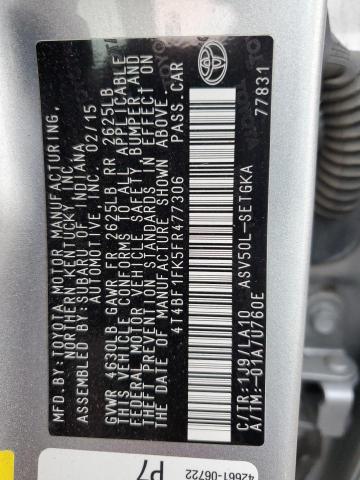 MFD. BY:TOYOTA MOTOR MANUFACTURING,
FOR T.M.M. KENTUCKY INC.
ASSEMBLED BY: SUBARU OF INDIANA
AUTOMOTIVE, INC. 02/15
GVWR 4630LB GAWR FR 2625LB RR 2625LB
THIS VEHICLE CONFORMS TO ALL APPLICABLE
FEDERAL MOTOR VEHICLE SAFETY, BUMPER AND
THEFT PREVENTION STANDARDS IN EFFECT ON
THE DATE OF MANUFACTURE SHOWN ABOVE.
4T4BF1FK5FR477306 PASS.CAR
C/TR:1J9/LA10 ASV50L-SETGKA
A/TM:-01A/U760E 77831
42661-06722
P7